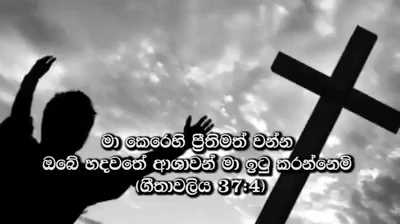 මා කෙරෙහි ප්‍රීතිමත් වන්න
ඔබේ හදවතේ ආශාවන් මා ඉටු කරන්නෙමි
(ගීතාවලිය 37:4)